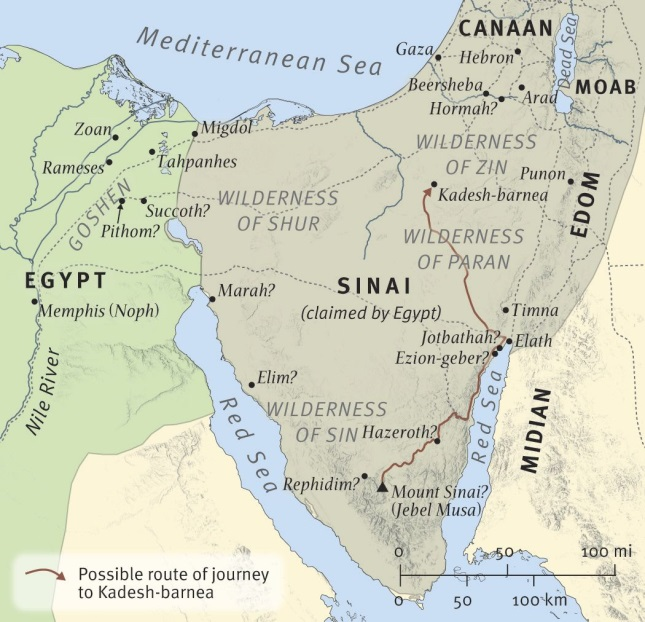 CANAAN
Mediterranean Sea
Gaza
Hebron
Dead Sea
Beersheba
MOAB
Hormah?
Arad
Migdol
Zoan
WILDERNESS
OF ZIN
Tahpanhes
Rameses
Punon
Kadesh-barnea
GOSHEN
WILDERNESS
OF SHUR
Succoth?
Pithom?
EDOM
WILDERNESS
OF PARAN
EGYPT
SINAI
(claimed by Egypt)
Marah?
Memphis (Noph)
Timna
Jotbathah?
Elath
Ezion-geber?
Nile River
Elim?
Red Sea
WILDERNESS
OF SIN
Hazeroth?
Red Sea
MIDIAN
Rephidim?
Mount Sinai?
(Jebel Musa)
0 50 100 mi
0 50 100 km
Possible route of journey
to Kadesh-barnea